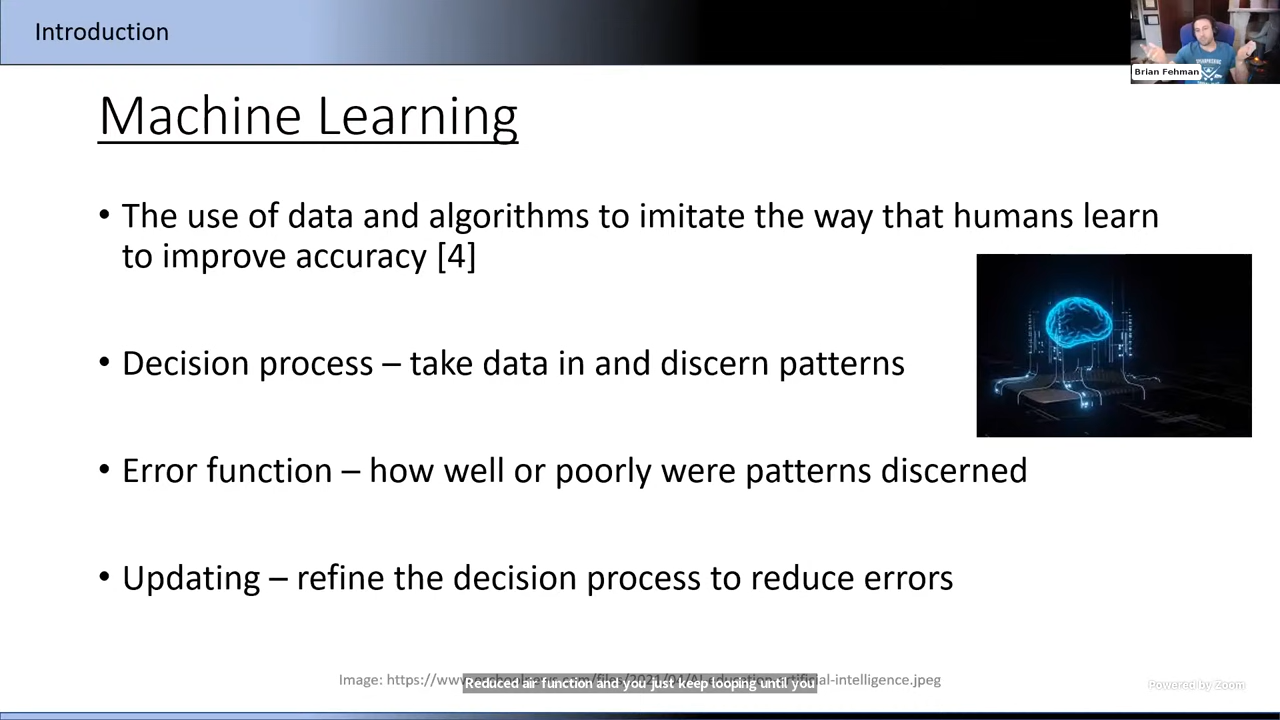 Introduction
Brian Fehman
Machine Learning
• The use of data and algorithms to imitate the way that humans learn
to improve accuracy [4]
• Decision process – take data in and discern patterns
• Error function – how well or poorly were patterns discerned
• Updating – refine the decision process to reduce errors
Image: https://www
Reduced air function and you just keep looping until you
-intelligence.jpeg
Powered by Zoom